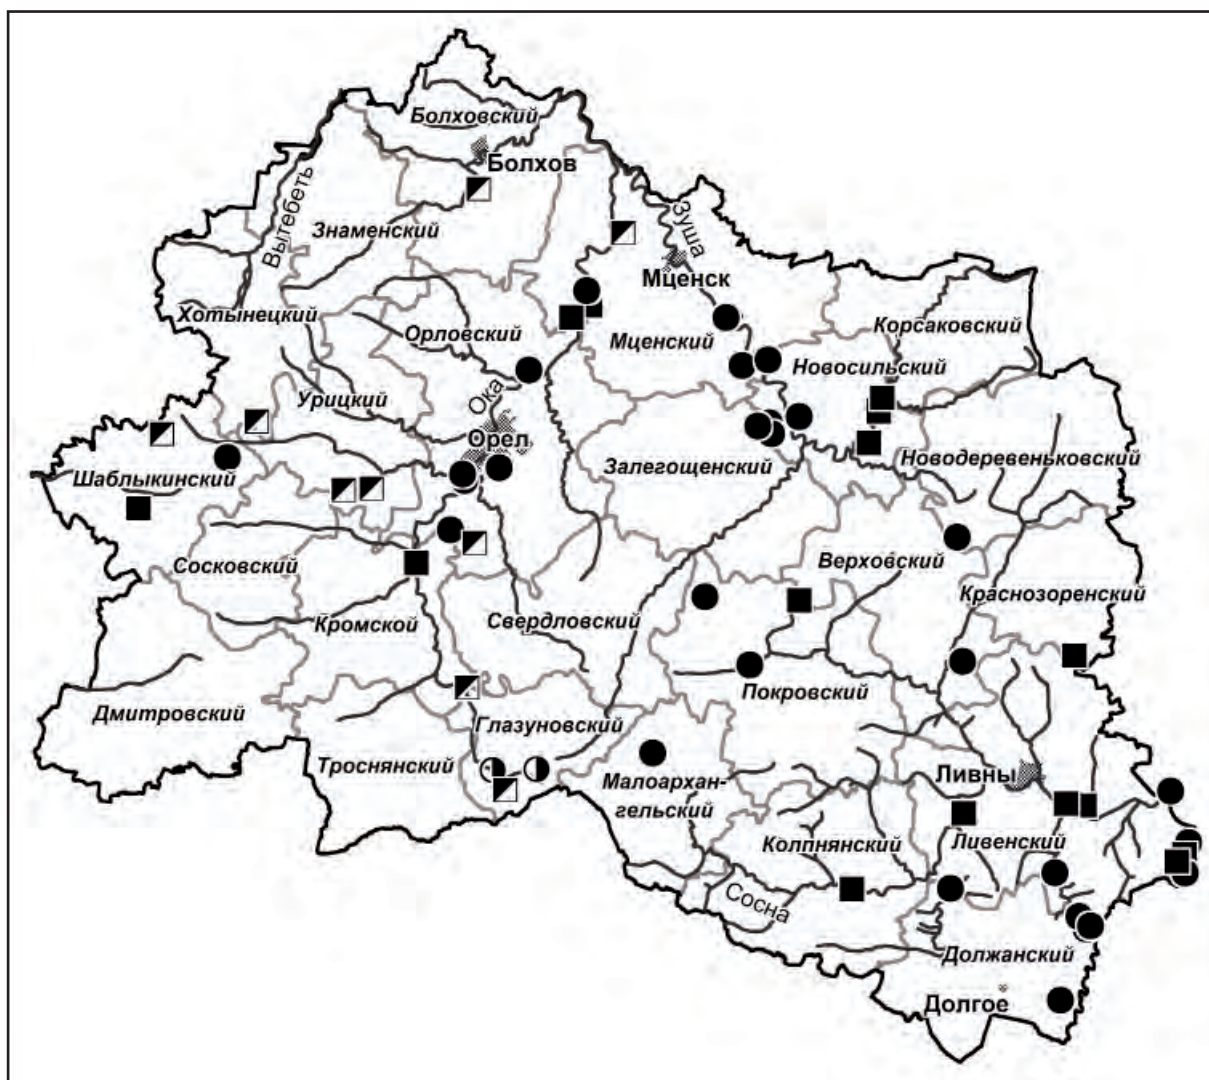 Болховский
Болхов
Вытебеть
Знаменский
Зуша
Мценск
Хотынецкий
Орловский
Мценский
Корсаковский
Новосильский
Урицкий
Ока
Орел
Залегощенский
Новодеревеньковский
Шаблыкинский
Сосковский
Верховский
Краснозоренский
Кромской
Свердловский
Покровский
Дмитровский
Глазуновский
Троснянский
Малоархан-
гельский
Ливны
Колпнянский
Ливенский
Сосна
Должанский
Долгое